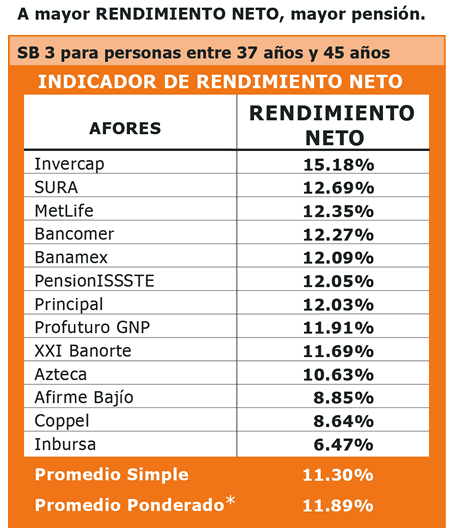 A mayor RENDIMIENTO NETO, mayor pensión.
SB 3 para personas entre 37 años y 45 años
INDICADOR DE RENDIMIENTO NETO
AFORES RENDIMIENTO NETO
Invercap 15.18%
SURA 12.69%
MetLife 12.35%
Bancomer 12.27%
Banamex 12.09%
PensionISSSTE 12.05%
Principal 12.03%
Profuturo GNP 11.91%
XXI Banorte 11.69%
Azteca 10.63%
Afirme Bajío 8.85%
Coppel 8.64%
Inbursa 6.47%
Promedio Simple 11.30%
Promedio Ponderado* 11.89%